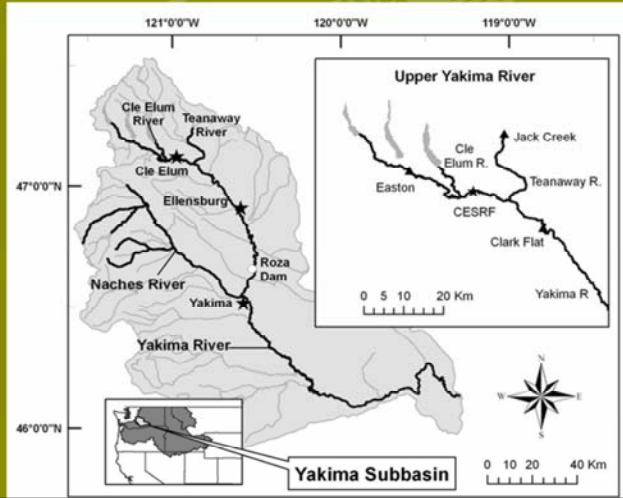 121°0'0"W
120°0'0"W
119°0'0"W
47°0'0"N
46°0'0"N
Cle Elum
River
Teanaway
River
Cle Elum
Ellensburg
Roza
Dam
Naches River
Yakima
Yakima River
Yakima Subbasin
Upper Yakima River
Jack Creek
Cle
Elum R.
Teanaway R.
Easton
CESRF
Clark Flat
Yakima R
0 5 10 20 Km
N
W
E
S
0 10 20 40 Km